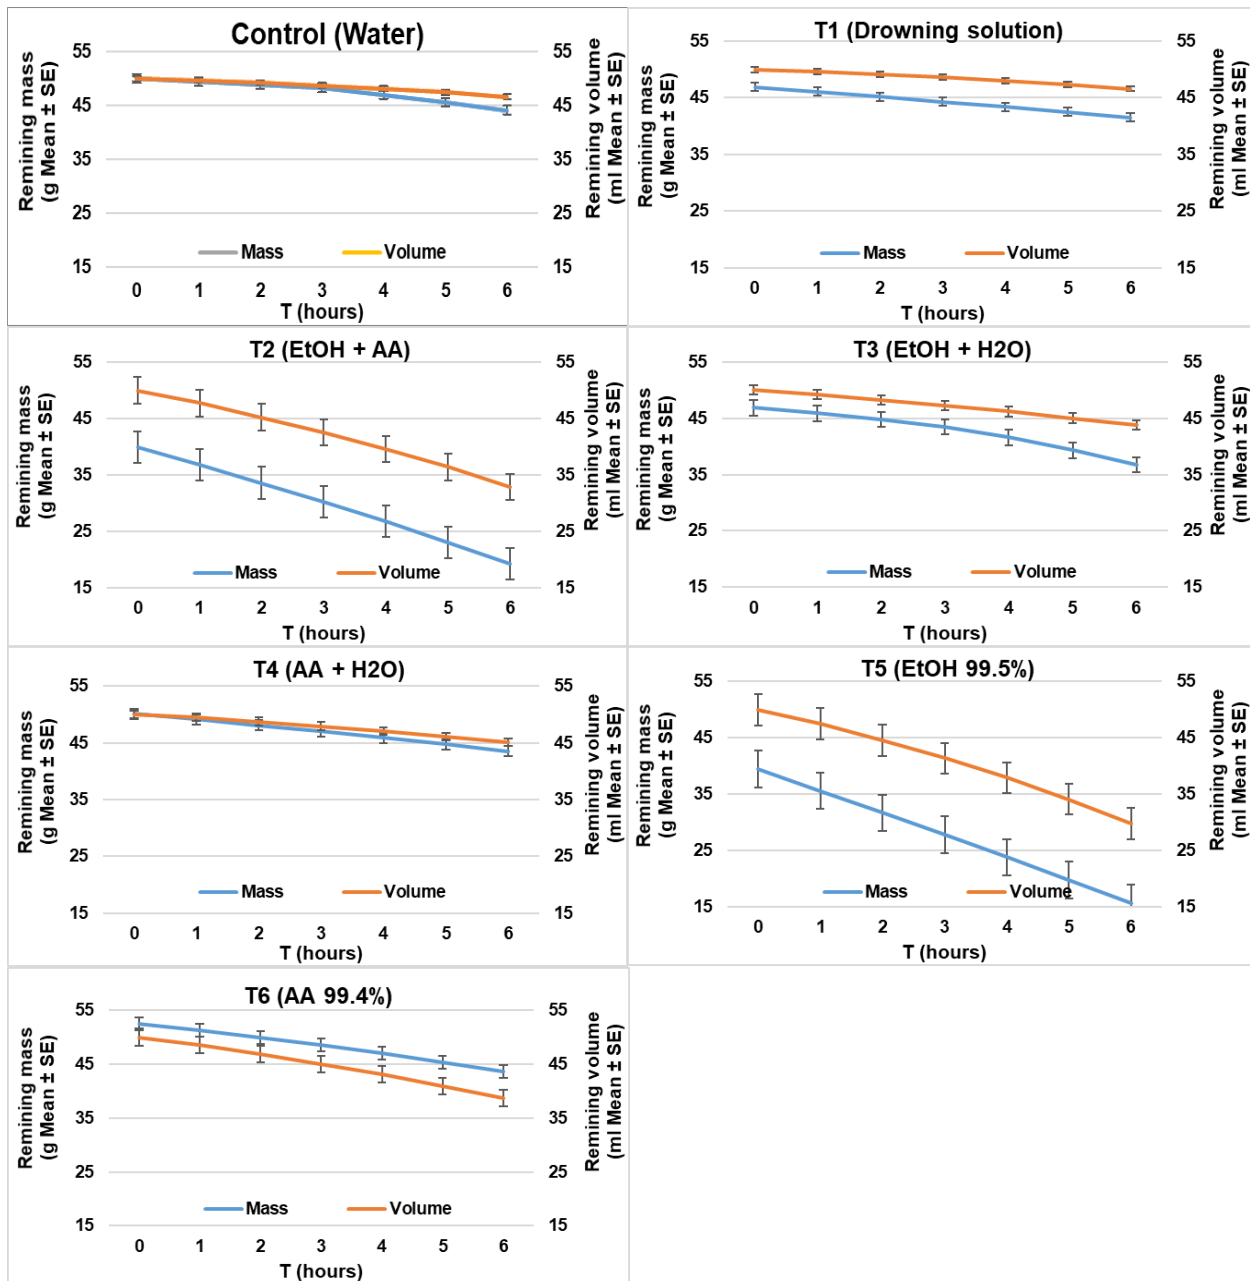 Control (Water)
Remining mass
(g Mean ± SE)
55
45
35
25
15
55
45
35
25
15
Remining volume
(ml Mean ± SE)
Mass
Volume
0 1 2 3 4 5 6
T (hours)
T1 (Drowning solution)
Remining mass
(g Mean ± SE)
55
45
35
25
15
55
45
35
25
15
Remining volume
(ml Mean ± SE)
Mass
Volume
0 1 2 3 4 5 6
T (hours)
T2 (EtOH + AA)
Remining mass
(g Mean ± SE)
55
45
35
25
15
55
45
35
25
15
Remining volume
(ml Mean ± SE)
Mass
Volume
0 1 2 3 4 5 6
T (hours)
T3 (EtOH + H2O)
Remining mass
(g Mean ± SE)
55
45
35
25
15
55
45
35
25
15
Remining volume
(ml Mean ± SE)
Mass
Volume
0 1 2 3 4 5 6
T (hours)
T4 (AA + H2O)
Remining mass
(g Mean ± SE)
55
45
35
25
15
55
45
35
25
15
Remining volume
(ml Mean ± SE)
Mass
Volume
0 1 2 3 4 5 6
T (hours)
T5 (EtOH 99.5%)
Remining mass
(g Mean ± SE)
55
45
35
25
15
55
45
35
25
15
Remining volume
(ml Mean ± SE)
Mass
Volume
0 1 2 3 4 5 6
T (hours)
T6 (AA 99.4%)
Remining mass
(g Mean ± SE)
55
45
35
25
15
55
45
35
25
15
Remining volume
(ml Mean ± SE)
Mass
Volume
0 1 2 3 4 5 6
T (hours)